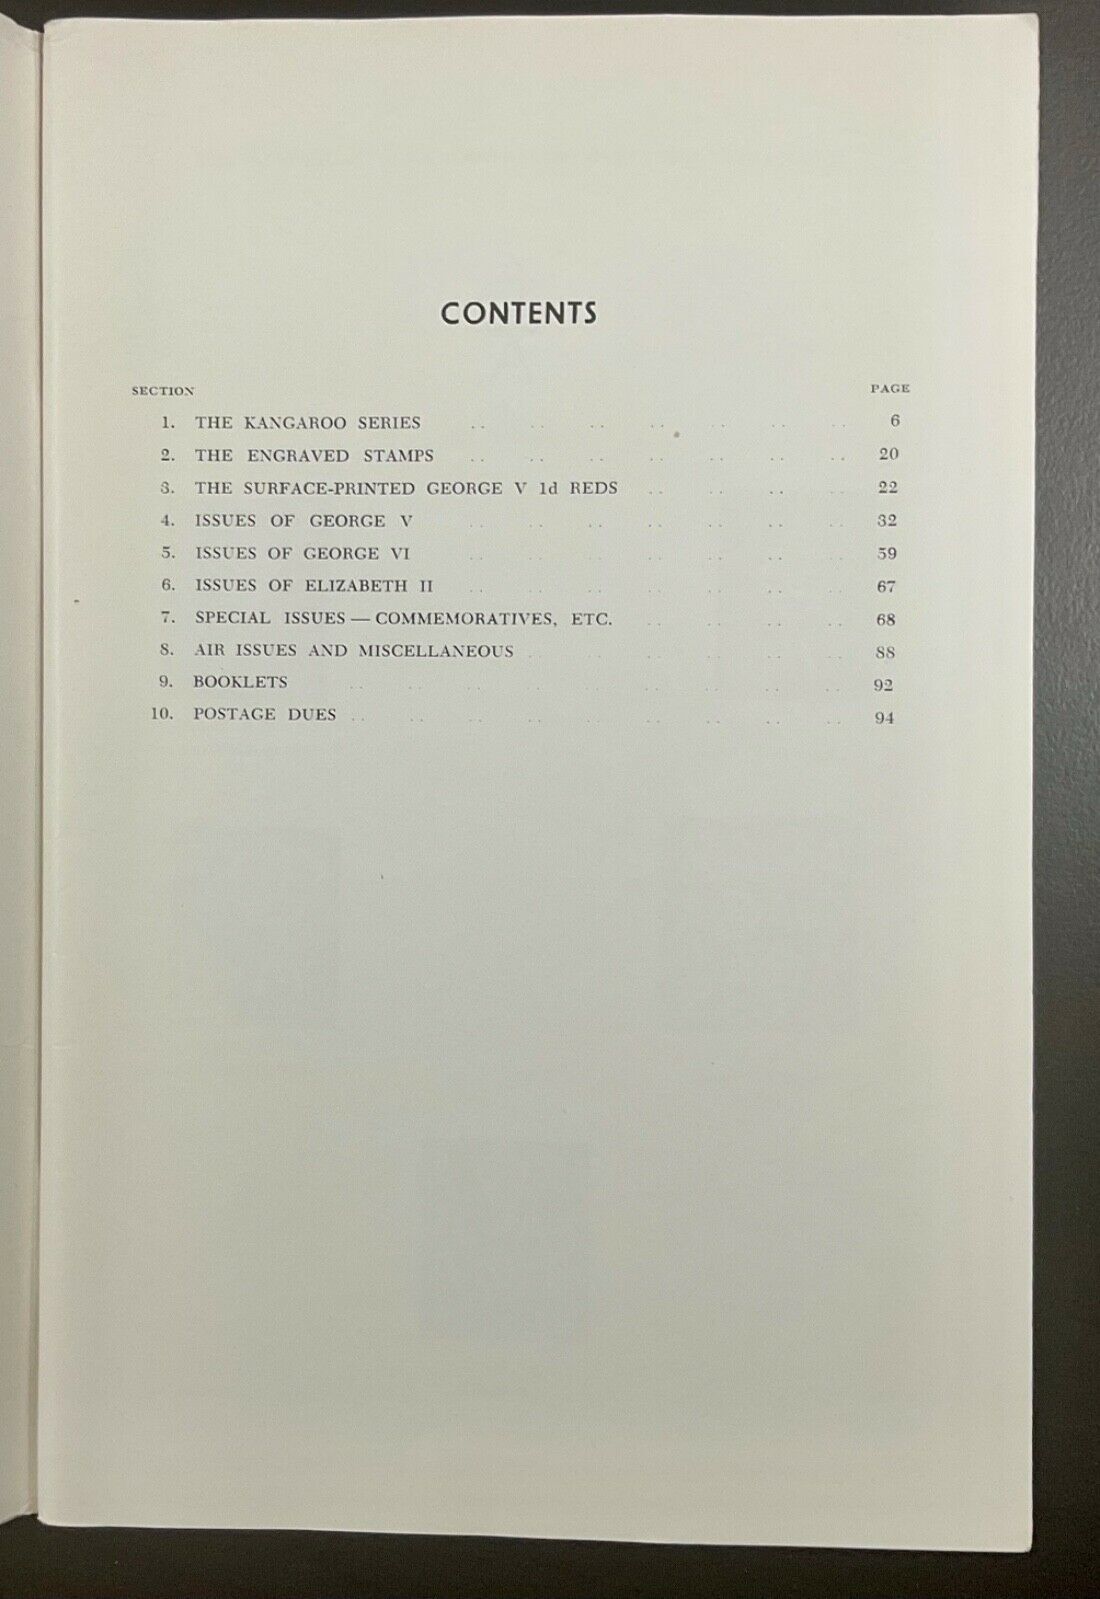 CONTENTS
SECTION PAGE
1. THE KANGAROO SERIES .. .. .. .. .. .. .. 6
2. THE ENGRAVED STAMPS .. .. .. .. .. .. .. 20
3. THE SURFACE-PRINTED GEORGE V 1d REDS .. .. .. .. 22
4. ISSUES OF GEORGE V .. .. .. .. .. .. .. 32
5. ISSUES OF GEORGE VI .. .. .. .. .. .. .. 59
6. ISSUES OF ELIZABETH II .. .. .. .. .. .. .. 67
7. SPECIAL ISSUES — COMMEMORATIVES, ETC. .. .. .. .. 68
8. AIR ISSUES AND MISCELLANEOUS .. .. .. .. .. .. 88
9. BOOKLETS .. .. .. .. .. .. .. .. .. 92
10. POSTAGE DUES .. .. .. .. .. .. .. .. .. 94